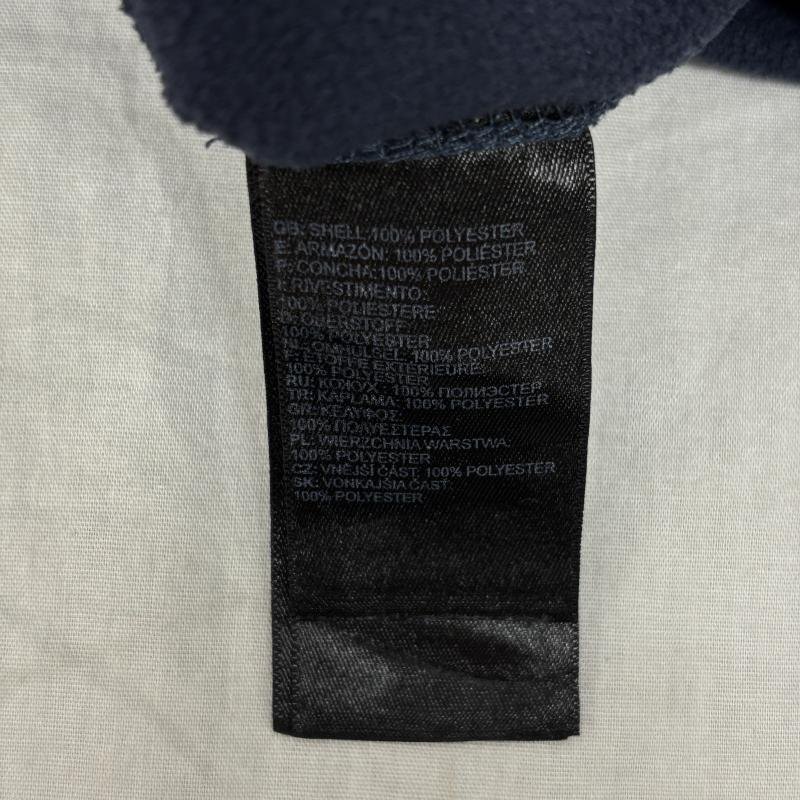 GB: SHELL:100% POLYESTER
E: ARMAZÓN: 100% POLIÉSTER
P: CONCHA:100% POLIÉSTER
I: RIVESTIMENTO:
100% POLIESTERE
D: OBERSTOFF:
100% POLYESTER
NL: OMHULSEL: 100% POLYESTER
F: ETOFFE EXTERIEURE:
100% POLYESTER
RU: КОЖУХ: 100% ПОЛИЭСТЕР
TR: KAPLAMA: 100% POLYESTER
GR: ΚΕΛΥΦΟΣ:
100% ΠΟΛΥΕΣΤΕΡΑΣ
PL: WIERZCHNIA WARSTWA:
100% POLYESTER
CZ: VNĚJŠÍ ČÁST: 100% POLYESTER
SK: VONKAJŠIA ČASŤ:
100% POLYESTER